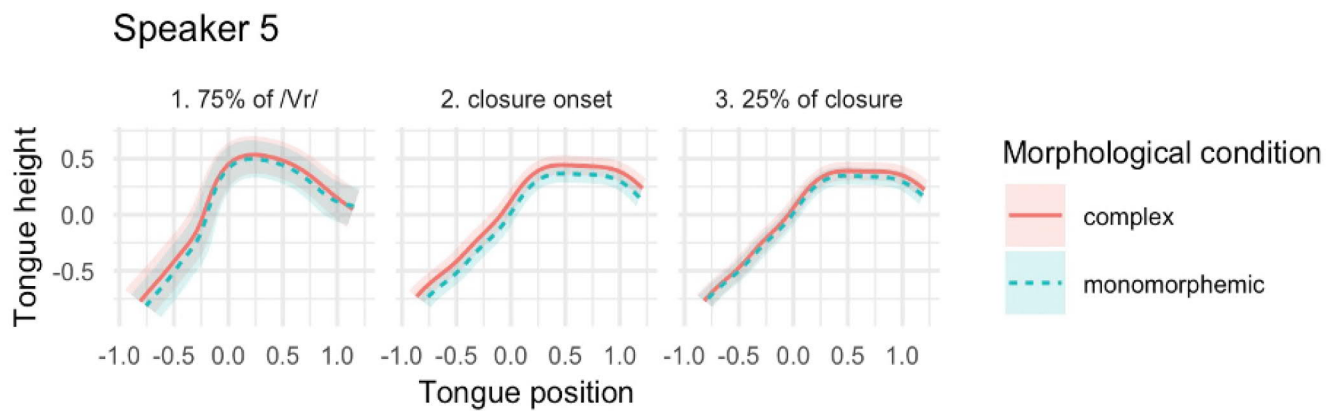 Speaker 5
1. 75% of /Vr/
2. closure onset
3. 25% of closure
Tongue height
0.5
0.0
-0.5
-1.0 -0.5 0.0 0.5 1.0
-1.0 -0.5 0.0 0.5 1.0
-1.0 -0.5 0.0 0.5 1.0
Tongue position
Morphological condition
complex
monomorphemic